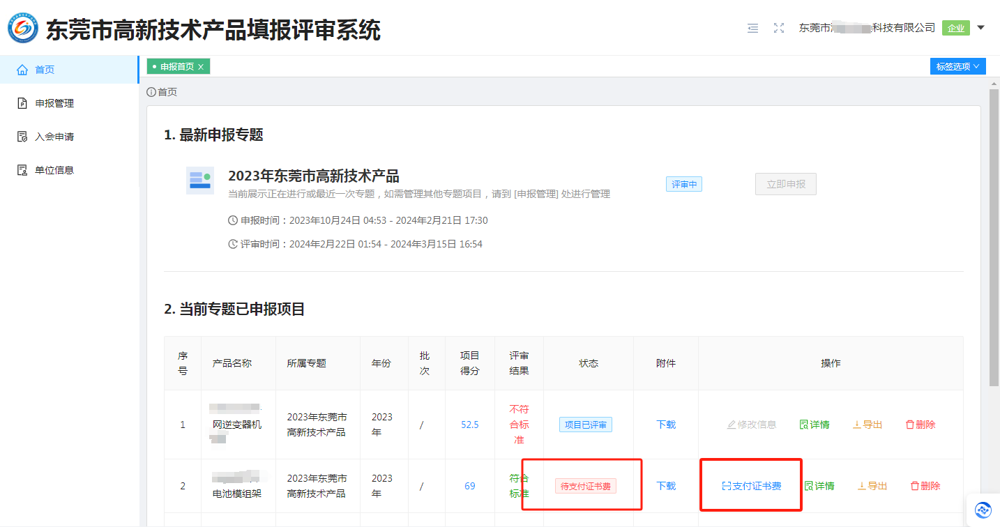 东莞市高新技术产品填报评审系统
东莞市 科技有限公司 企业
首页
申报管理
入会申请
单位信息
申报首页
标签选项
首页
1. 最新申报专题
2023年东莞市高新技术产品
当前展示正在进行或最近一次专题，如需管理其他专题项目，请到 [申报管理] 处进行管理
评审中
立即申报
申报时间：2023年10月24日 04:53 - 2024年2月21日 17:30
评审时间：2024年2月22日 01:54 - 2024年3月15日 16:54
2. 当前专题已申报项目
序号 产品名称 所属专题 年份 批次 项目得分 评审结果 状态 附件 操作
1 网逆变器机 2023年东莞市高新技术产品 2023年 / 52.5 不符合标准 项目已评审 下载 修改信息 详情 导出 删除
2 电池模组架 2023年东莞市高新技术产品 2023年 / 69 符合标准 待支付证书费 下载 支付证书费 详情 导出 删除